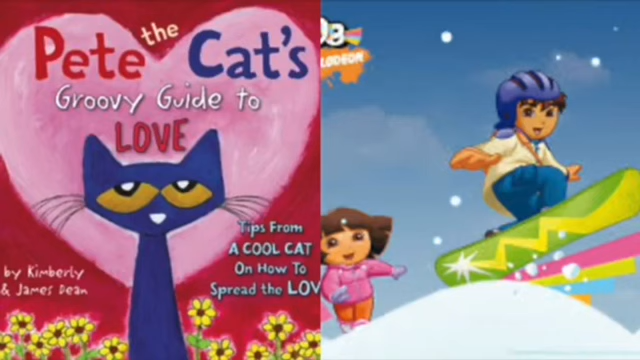 Pete the Cat's
Groovy Guide to
LOVE
Tips From
A COOL CAT
On How To
Spread the LOV
by Kimberly
& James Dean